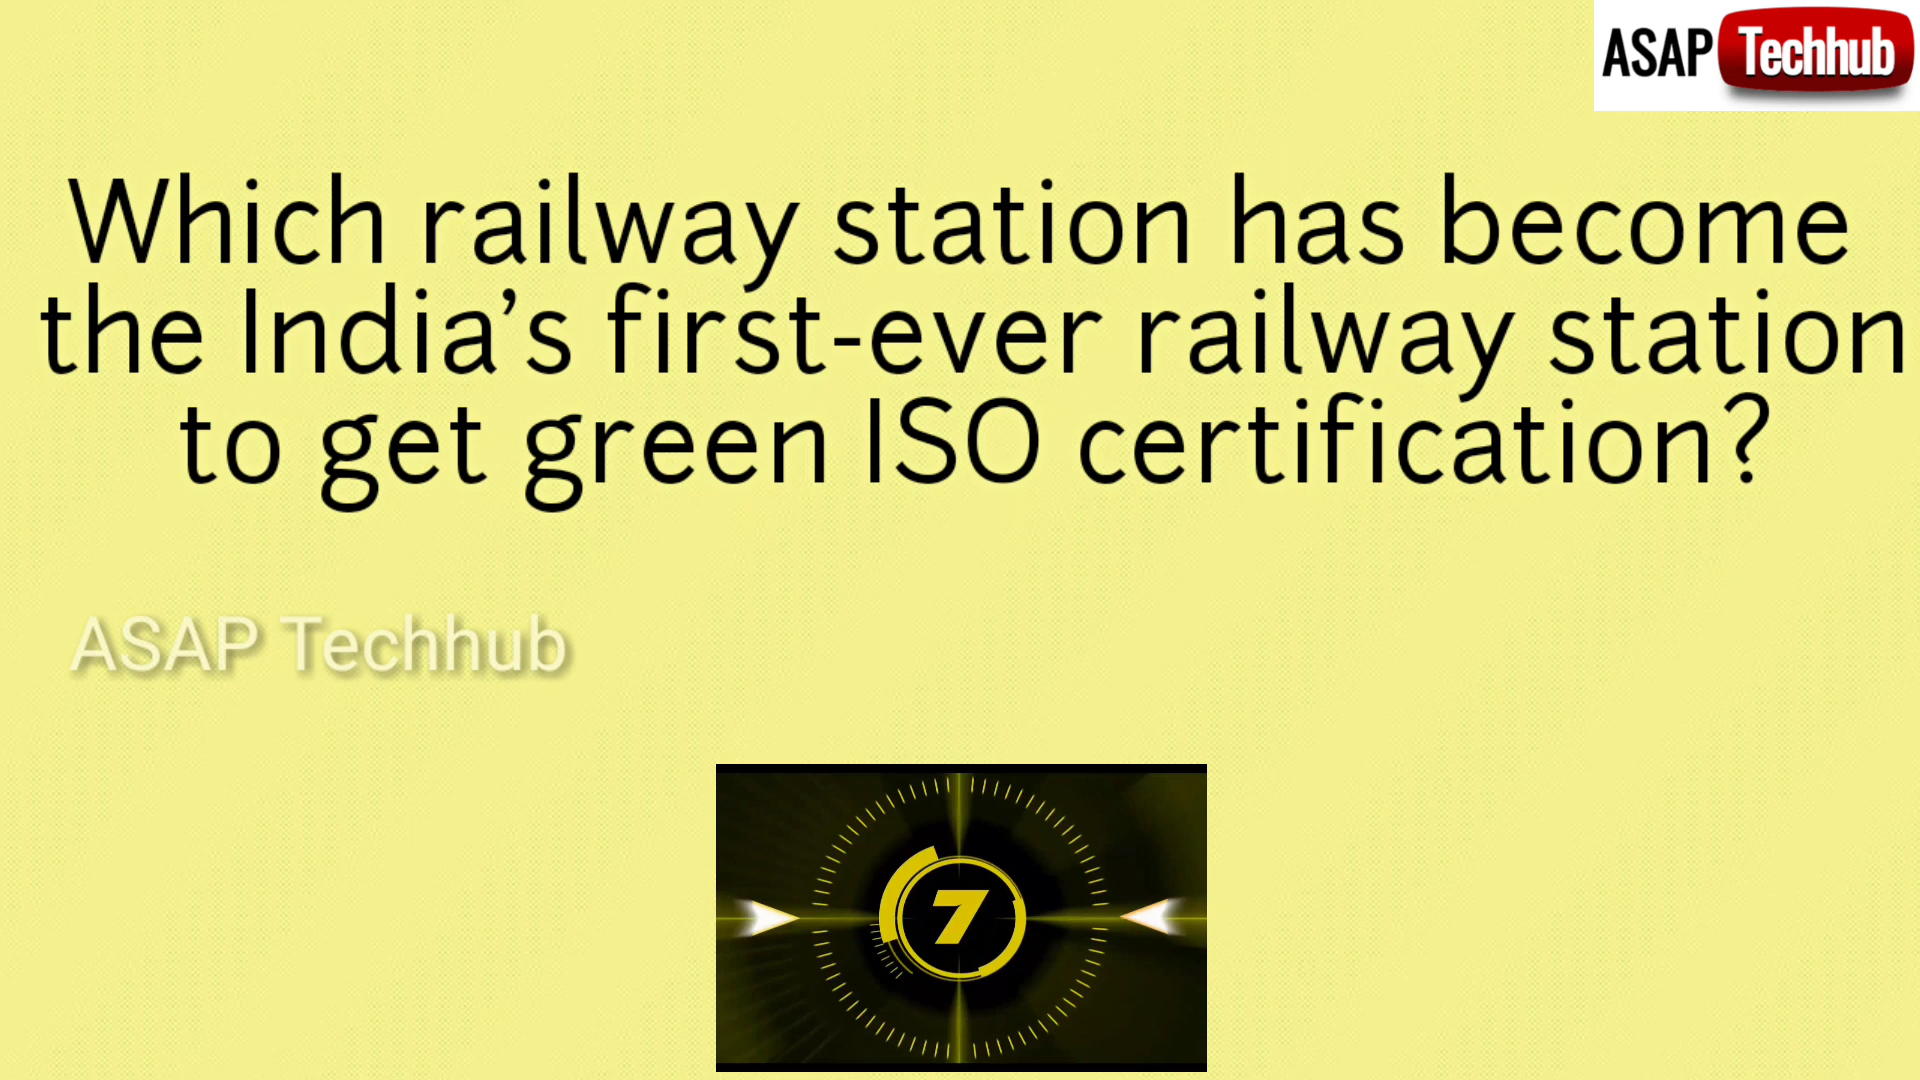 ASAP Techhub
Which railway station has become
the India’s first-ever railway station
to get green ISO certification?
ASAP Techhub
7